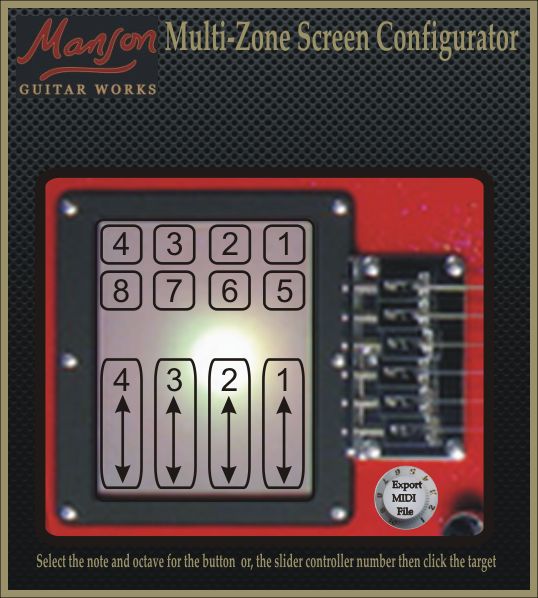 Manson
GUITAR WORKS
Multi-Zone Screen Configurator
4 3 2 1
8 7 6 5
4 3 2 1
Export
MIDI
File
Select the note and octave for the button or, the slider controller number then click the target